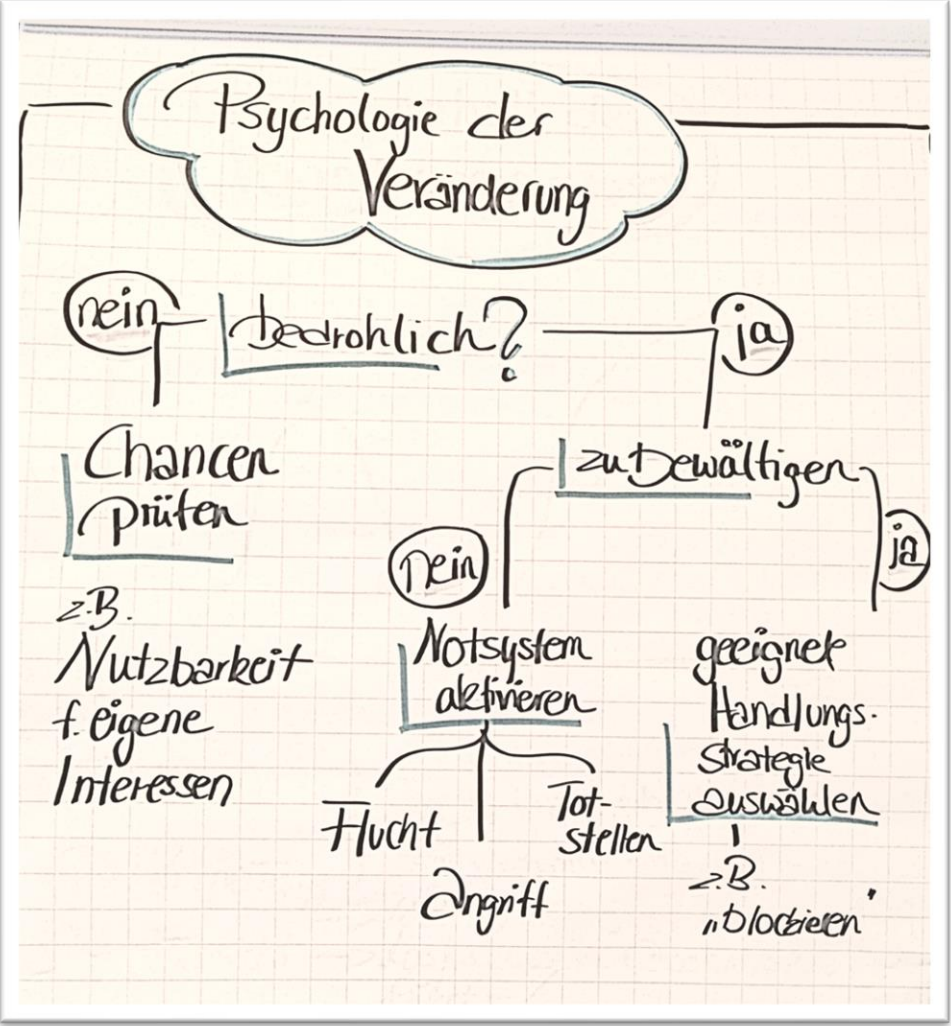 Psychologie der
Veränderung
nein
bedrohlich?
ja
Chancen
prüfen
zu bewältigen
nein
ja
z.B.
Nutzbarkeit
f. eigene
Interessen
Notsystem
aktivieren
Flucht
Angriff
Tot-
stellen
geeignete
Handlungs-
strategie
auswählen
z.B.
„blockieren"